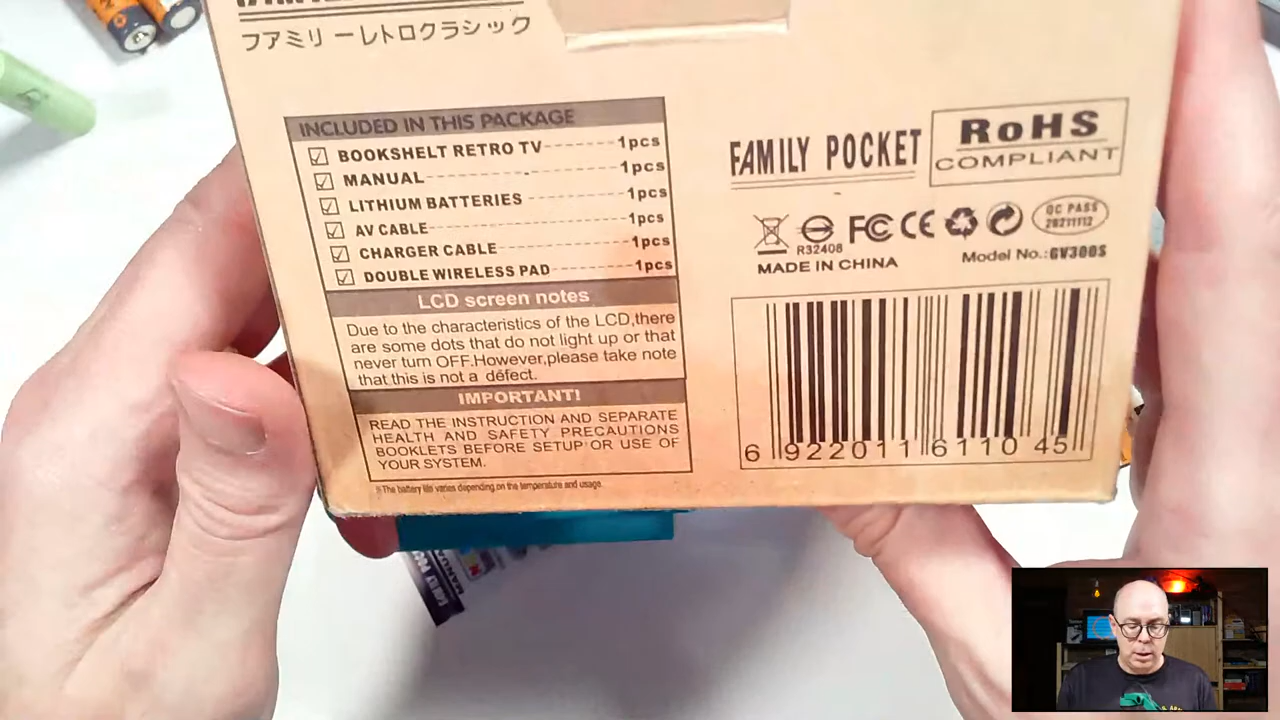 ファミリーレトロクラシック
INCLUDED IN THIS PACKAGE
BOOKSHELT RETRO TV 1pcs
MANUAL 1pcs
LITHIUM BATTERIES 1pcs
AV CABLE 1pcs
CHARGER CABLE 1pcs
DOUBLE WIRELESS PAD 1pcs
LCD screen notes
Due to the characteristics of the LCD,there
are some dots that do not light up or that
never turn OFF.However,please take note
that this is not a défect.
IMPORTANT!
READ THE INSTRUCTION AND SEPARATE
HEALTH AND SAFETY PRECAUTIONS
BOOKLETS BEFORE SETUP OR USE OF
YOUR SYSTEM.
※The battery life varies depending on the temperature and usage.
FAMILY POCKET
RoHS
COMPLIANT
R32408
FC CE
QC PASS
20211112
MADE IN CHINA
Model No.:GV300S
6 922011 6110 45